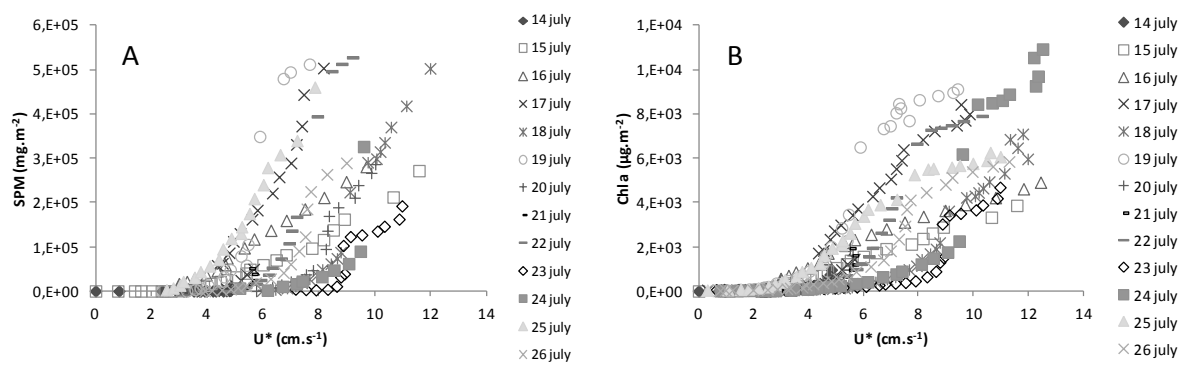 A
SPM (mg.m⁻²)
6,E+05
5,E+05
4,E+05
3,E+05
2,E+05
1,E+05
0,E+00
0 2 4 6 8 10 12 14
U* (cm.s⁻¹)
14 july
15 july
16 july
17 july
18 july
19 july
20 july
21 july
22 july
23 july
24 july
25 july
26 july
B
Chl a (µg.m⁻²)
1,E+04
1,E+04
8,E+03
6,E+03
4,E+03
2,E+03
0,E+00
0 2 4 6 8 10 12 14
U* (cm.s⁻¹)
14 july
15 july
16 july
17 july
18 july
19 july
20 july
21 july
22 july
23 july
24 july
25 july
26 july